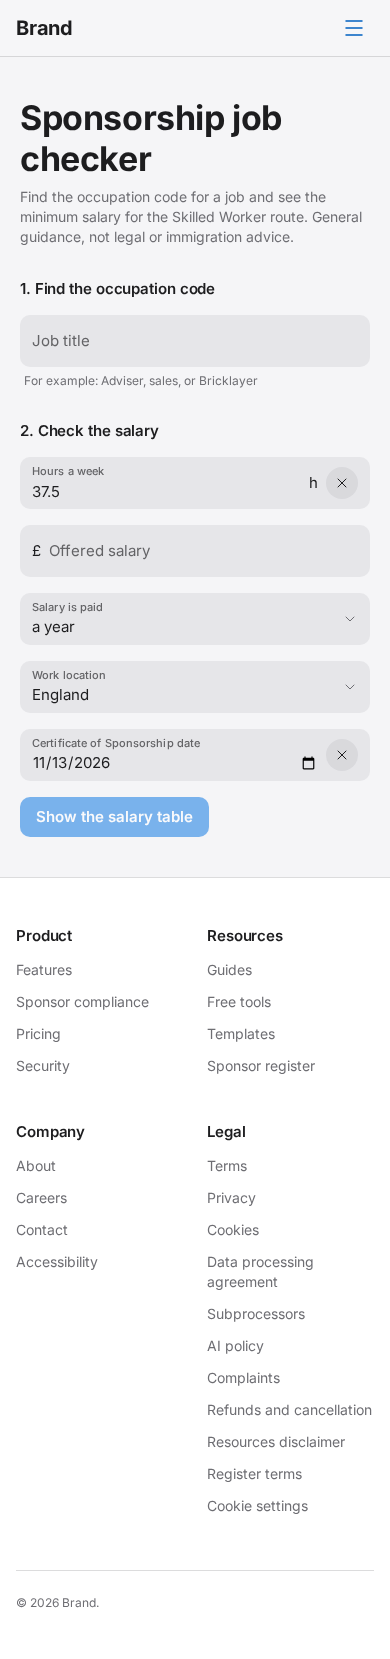 Brand
Sponsorship job
checker
Find the occupation code for a job and see the
minimum salary for the Skilled Worker route. General
guidance, not legal or immigration advice.
1. Find the occupation code
Job title
For example: Adviser, sales, or Bricklayer
2. Check the salary
Hours a week
37.5
h
£ Offered salary
Salary is paid
a year
Work location
England
Certificate of Sponsorship date
11/13/2026
Show the salary table
Product
Features
Sponsor compliance
Pricing
Security
Resources
Guides
Free tools
Templates
Sponsor register
Company
About
Careers
Contact
Accessibility
Legal
Terms
Privacy
Cookies
Data processing
agreement
Subprocessors
AI policy
Complaints
Refunds and cancellation
Resources disclaimer
Register terms
Cookie settings
© 2026 Brand.